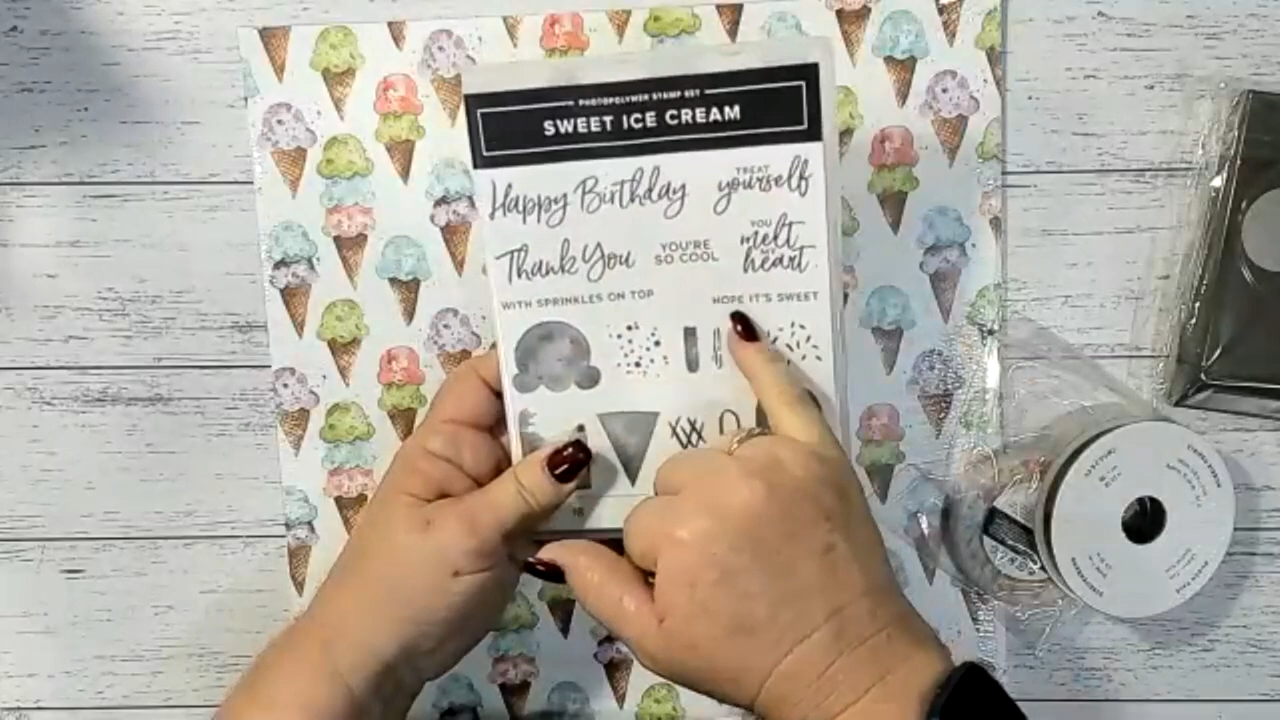 PHOTOPOLYMER STAMP SET
SWEET ICE CREAM
Happy Birthday
TREAT
yourself
Thank You
YOU'RE
SO COOL
YOU
melt
MY
heart
WITH SPRINKLES ON TOP
HOPE IT'S SWEET
16